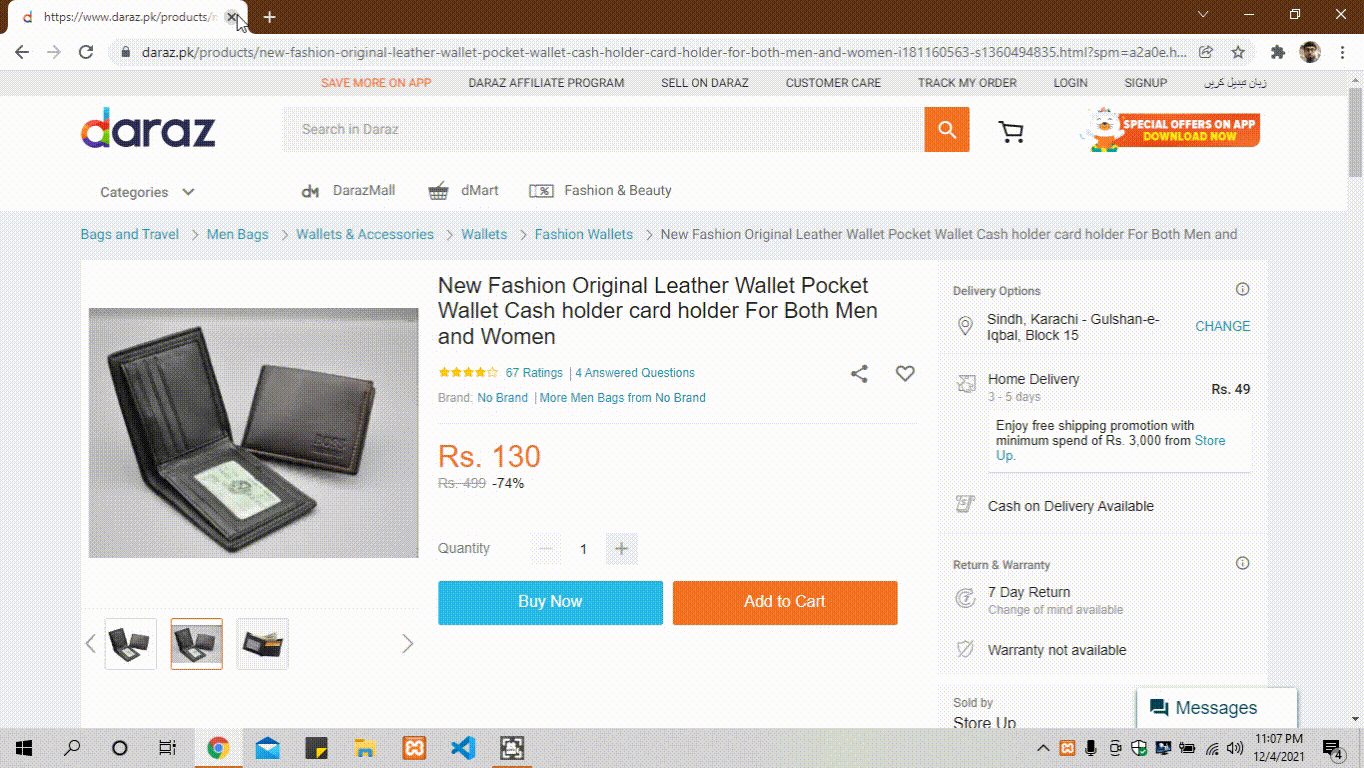 https://www.daraz.pk/products/n
daraz.pk/products/new-fashion-original-leather-wallet-pocket-wallet-cash-holder-card-holder-for-both-men-and-women-i181160563-s1360494835.html?spm=a2a0e.h...
SAVE MORE ON APP DARAZ AFFILIATE PROGRAM SELL ON DARAZ CUSTOMER CARE TRACK MY ORDER LOGIN SIGNUP زبان تبدیل کریں
daraz
Search in Daraz
SPECIAL OFFERS ON APP
DOWNLOAD NOW
Categories DarazMall dMart Fashion & Beauty
Bags and Travel > Men Bags > Wallets & Accessories > Wallets > Fashion Wallets > New Fashion Original Leather Wallet Pocket Wallet Cash holder card holder For Both Men and
New Fashion Original Leather Wallet Pocket
Wallet Cash holder card holder For Both Men
and Women
67 Ratings | 4 Answered Questions
Brand: No Brand | More Men Bags from No Brand
Rs. 130
Rs. 499 -74%
Quantity 1
Buy Now Add to Cart
Delivery Options
Sindh, Karachi - Gulshan-e-
Iqbal, Block 15
CHANGE
Home Delivery
3 - 5 days
Rs. 49
Enjoy free shipping promotion with
minimum spend of Rs. 3,000 from Store
Up.
Cash on Delivery Available
Return & Warranty
7 Day Return
Change of mind available
Warranty not available
Sold by
Store Up
Messages
11:07 PM
12/4/2021
4